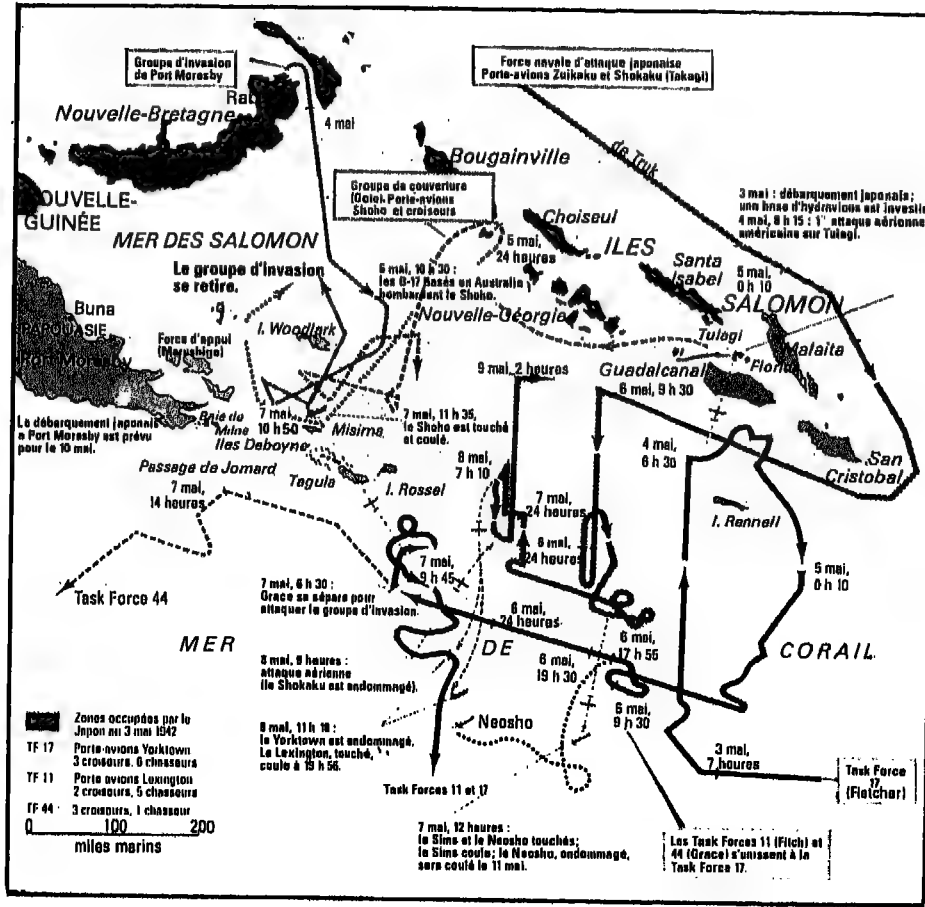 Groupe d'invasion
de Port Moresby
Rab
Nouvelle-Bretagne
4 mai
Force navale d'attaque japonaise
Porte-avions Zuikaku et Shokaku (Takagi)
de Truk
Bougainville
Groupe de couverture
(Goto). Porte-avions
Shoho et croiseurs
OUVELLE-
GUINÉE
MER DES SALOMON
Choiseul
5 mai,
24 heures
ILES
3 mai : débarquement japonais;
une base d'hydravions est investie
4 mai, 8 h 15 : 1re attaque aérienne
américaine sur Tulagi.
Le groupe d'invasion
se retire.
6 mai, 10 h 30 :
les B-17 basés en Australia
bombardent le Shoho.
Santa
Isabel
5 mai,
0 h 10
SALOMON
Buna
PAPOUASIE
Port Moresby
I. Woodlark
Nouvelle-Géorgie
Tulagi
Malaita
Force d'appui
(Marushige)
Florida
Guadalcanal
9 mai, 2 heures
6 mai, 9 h 30
Le débarquement japonais
à Port Moresby est prévu
pour le 10 mai.
Baie de
Milne
7 mai,
10 h 50
Misima
7 mai, 11 h 35,
le Shoho est touché
et coulé.
Iles Deboyne
4 mai,
6 h 30
San
Cristobal
Passage de Jomard
Tagula
I. Rossel
8 mai,
7 h 10
7 mai,
14 heures
7 mai,
24 heures
I. Rennell
6 mai,
24 heures
7 mai,
9 h 45
5 mai,
0 h 10
Task Force 44
7 mai, 6 h 30 :
Grace se sépare pour
attaquer le groupe d'invasion.
6 mai,
24 heures
6 mai,
17 h 55
MER
DE
CORAIL
6 mai,
19 h 30
8 mai, 9 heures :
attaque aérienne
(le Shokaku est endommagé).
6 mai,
9 h 30
8 mai, 11 h 18 :
le Yorktown est endommagé.
Le Lexington, touché,
coule à 19 h 56.
Neosho
3 mai,
7 heures
Zones occupées par le
Japon au 3 mai 1942
TF 17 Porte-avions Yorktown
3 croiseurs, 6 chasseurs
TF 11 Porte avions Lexington
2 croiseurs, 5 chasseurs
TF 44 3 croiseurs, 1 chasseur
0 100 200
miles marins
Task Forces 11 et 17
Task Force
17
(Fletcher)
7 mai, 12 heures :
le Sims et le Neosho touchés;
le Sims coule; le Neosho, endommagé,
sera coulé le 11 mai.
Les Task Forces 11 (Fitch) et
44 (Grace) s'unissent à la
Task Force 17.